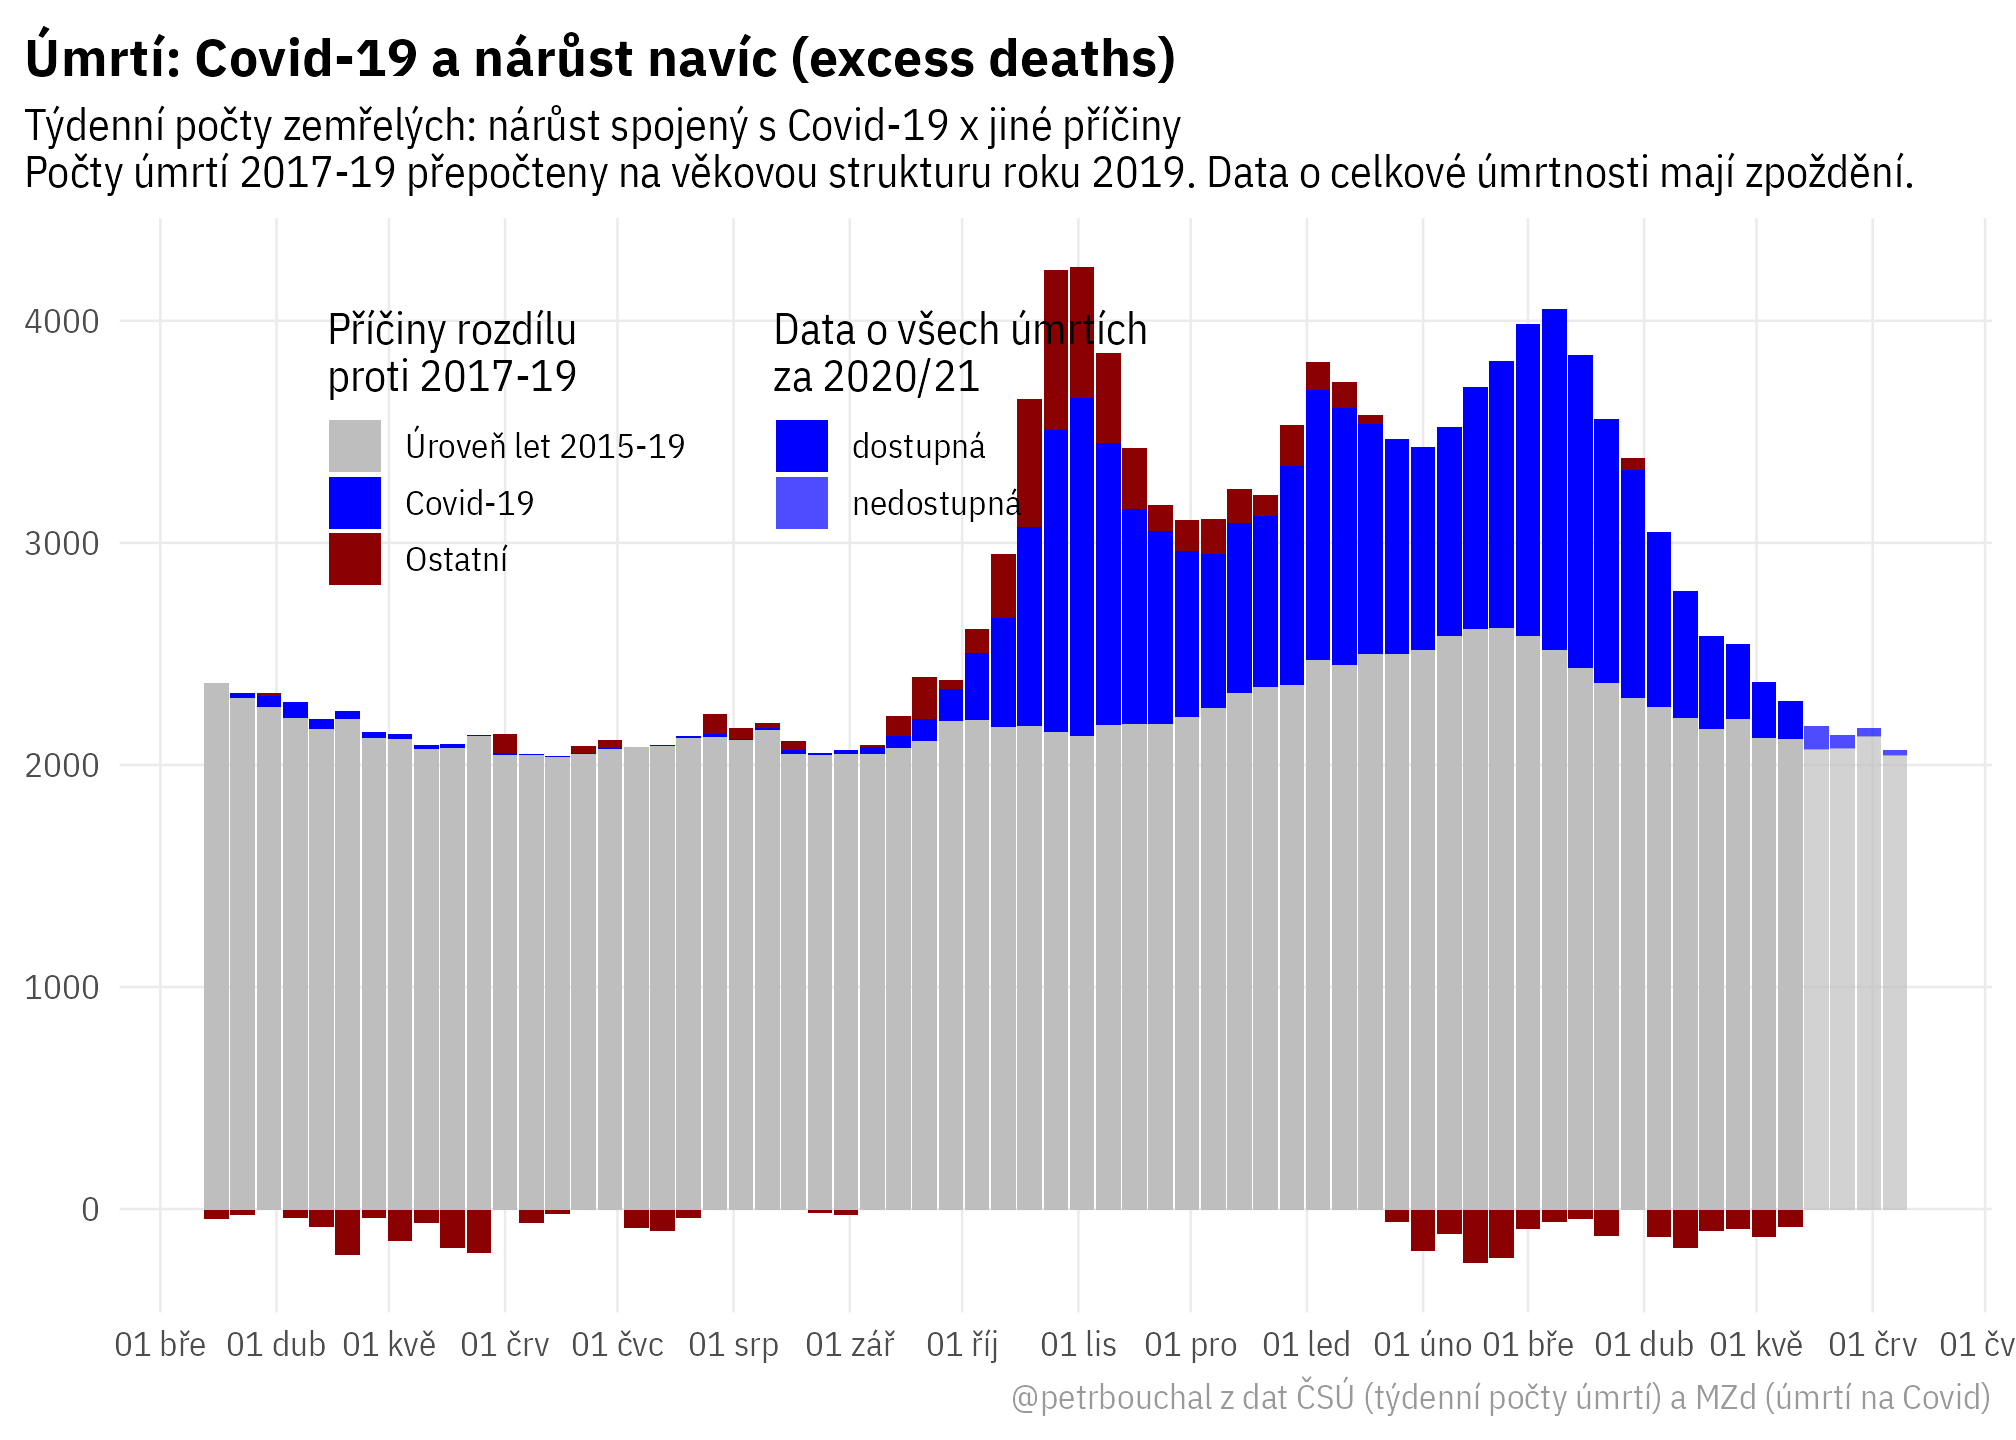 Úmrtí: Covid-19 a nárůst navíc (excess deaths)
Týdenní počty zemřelých: nárůst spojený s Covid-19 x jiné příčiny
Počty úmrtí 2017-19 přepočteny na věkovou strukturu roku 2019. Data o celkové úmrtnosti mají zpoždění.
Příčiny rozdílu
proti 2017-19
Úroveň let 2015-19
Covid-19
Ostatní
Data o všech úmrtích
za 2020/21
dostupná
nedostupná
4000
3000
2000
1000
0
01 bře 01 dub 01 kvě 01 črv 01 čvc 01 srp 01 zář 01 říj 01 lis 01 pro 01 led 01 úno 01 bře 01 dub 01 kvě 01 črv 01 čv
@petrbouchal z dat ČSÚ (týdenní počty úmrtí) a MZd (úmrtí na Covid)